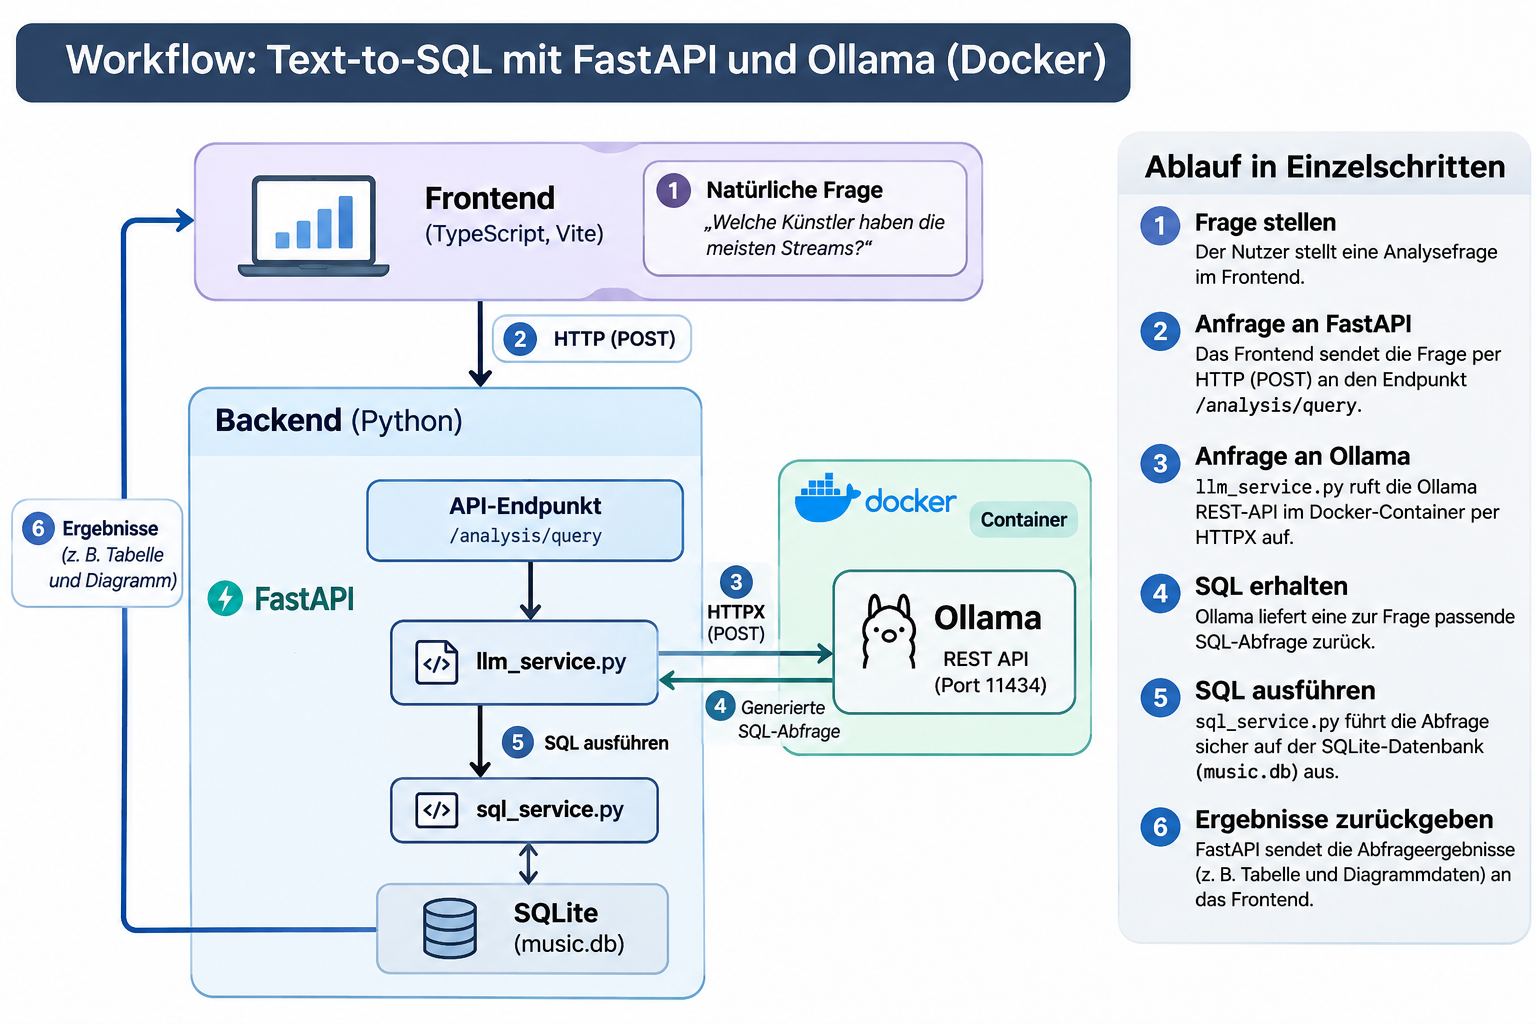 Workflow: Text-to-SQL mit FastAPI und Ollama (Docker)
Frontend
(TypeScript, Vite)
1 Natürliche Frage
„Welche Künstler haben die
meisten Streams?“
2 HTTP (POST)
Backend (Python)
API-Endpunkt
/analysis/query
FastAPI
llm_service.py
3
HTTPX
(POST)
4 Generierte
SQL-Abfrage
docker
Container
Ollama
REST API
(Port 11434)
5 SQL ausführen
sql_service.py
SQLite
(music.db)
6 Ergebnisse
(z. B. Tabelle
und Diagramm)
Ablauf in Einzelschritten
1 Frage stellen
Der Nutzer stellt eine Analysefrage
im Frontend.
2 Anfrage an FastAPI
Das Frontend sendet die Frage per
HTTP (POST) an den Endpunkt
/analysis/query.
3 Anfrage an Ollama
llm_service.py ruft die Ollama
REST-API im Docker-Container per
HTTPX auf.
4 SQL erhalten
Ollama liefert eine zur Frage passende
SQL-Abfrage zurück.
5 SQL ausführen
sql_service.py führt die Abfrage
sicher auf der SQLite-Datenbank
(music.db) aus.
6 Ergebnisse zurückgeben
FastAPI sendet die Abfrageergebnisse
(z. B. Tabelle und Diagrammdaten) an
das Frontend.